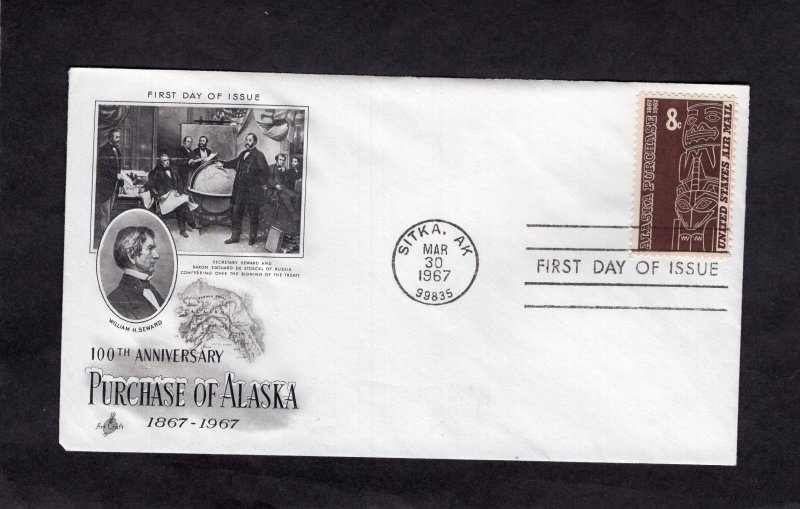 FIRST DAY OF ISSUE
SECRETARY SEWARD AND
BARON EDOUARD DE STOECKL OF RUSSIA
CONFERRING OVER THE SIGNING OF THE TREATY
WILLIAM H. SEWARD
100TH ANNIVERSARY
PURCHASE OF ALASKA
1867-1967
Art Craft
SITKA, AK
MAR
30
1967
99835
8c
ALASKA PURCHASE 1867 1967
UNITED STATES AIR MAIL
FIRST DAY OF ISSUE